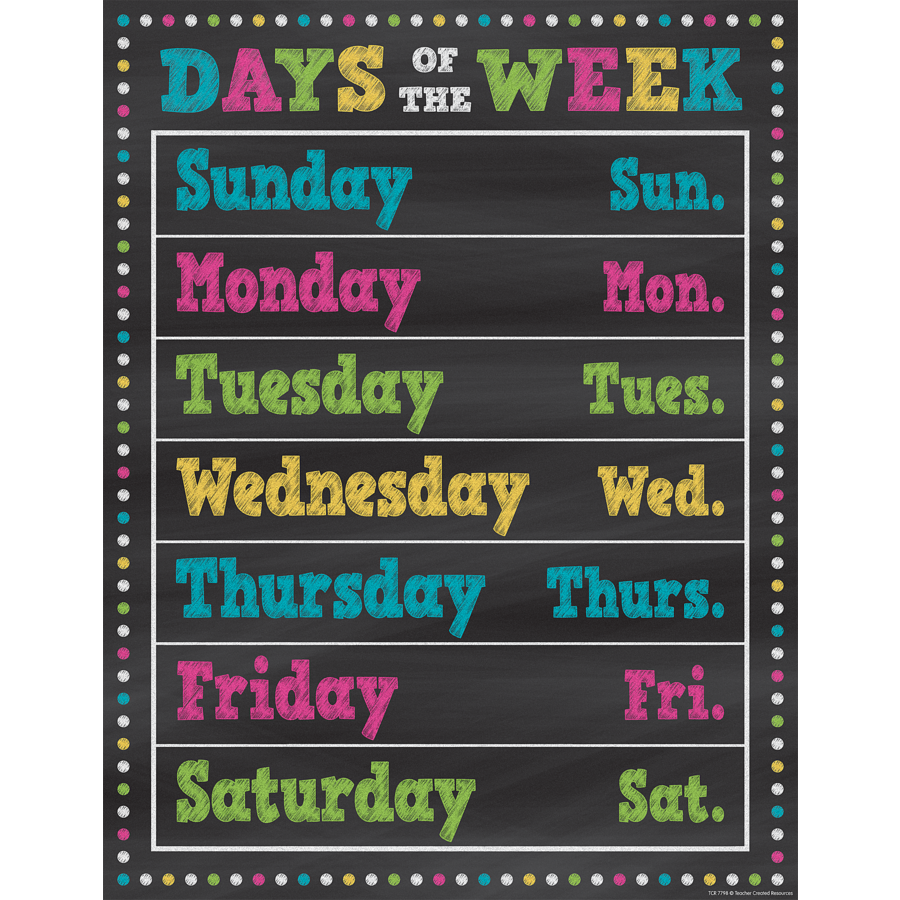 DAYS OF THE WEEK
Sunday Sun.
Monday Mon.
Tuesday Tues.
Wednesday Wed.
Thursday Thurs.
Friday Fri.
Saturday Sat.
TCR 7798 © Teacher Created Resources